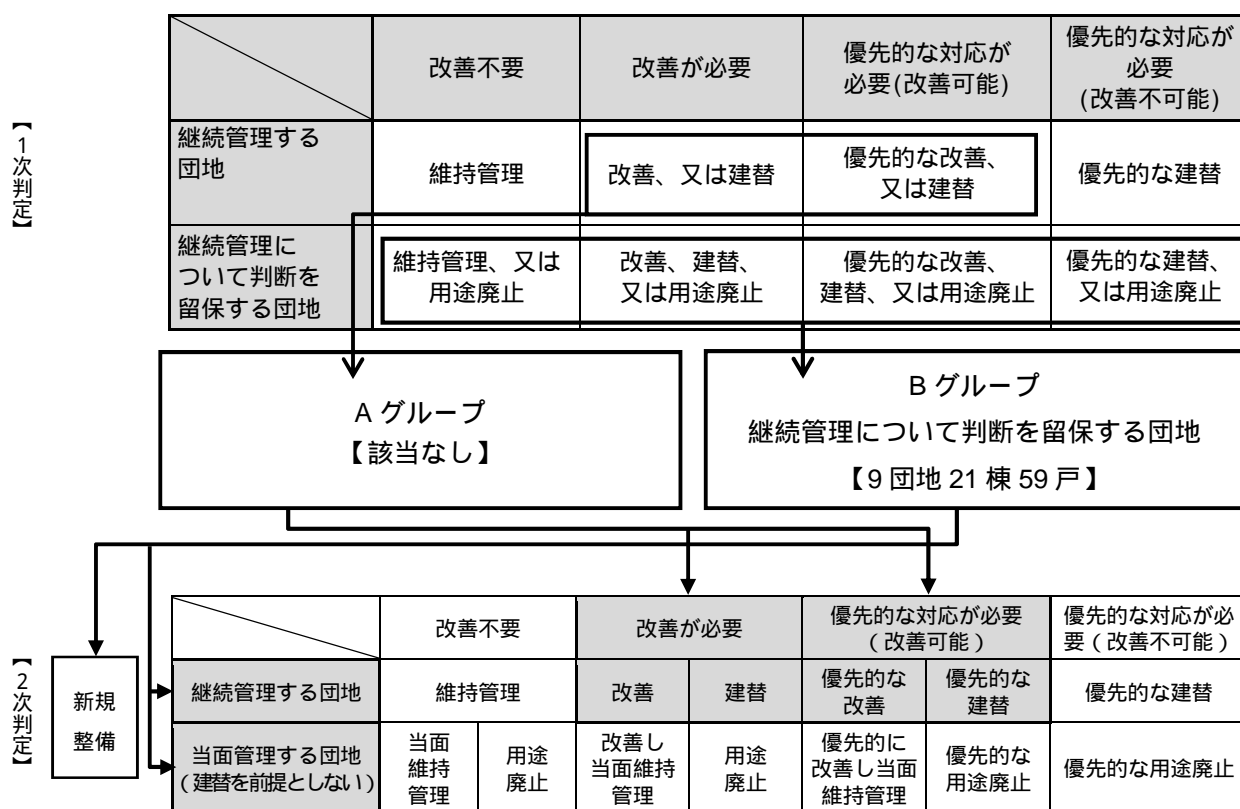 改善不要
改善が必要
優先的な対応が
必要(改善可能)
優先的な対応が
必要
(改善不可能)
【1次判定】
継続管理する
団地
維持管理
改善、又は建替
優先的な改善、
又は建替
優先的な建替
継続管理に
ついて判断を
留保する団地
維持管理、又は
用途廃止
改善、建替、
又は用途廃止
優先的な改善、
建替、又は用途廃止
優先的な建替、
又は用途廃止
A グループ
【該当なし】
B グループ
継続管理について判断を留保する団地
【9 団地 21 棟 59 戸】
【2次判定】
新規
整備
改善不要
改善が必要
優先的な対応が必要
(改善可能)
優先的な対応が必
要(改善不可能)
継続管理する団地
維持管理
改善
建替
優先的な
改善
優先的な
建替
優先的な建替
当面管理する団地
(建替を前提としない)
当面
維持
管理
用途
廃止
改善し
当面維持
管理
用途
廃止
優先的に
改善し当面
維持管理
優先的な
用途廃止
優先的な用途廃止